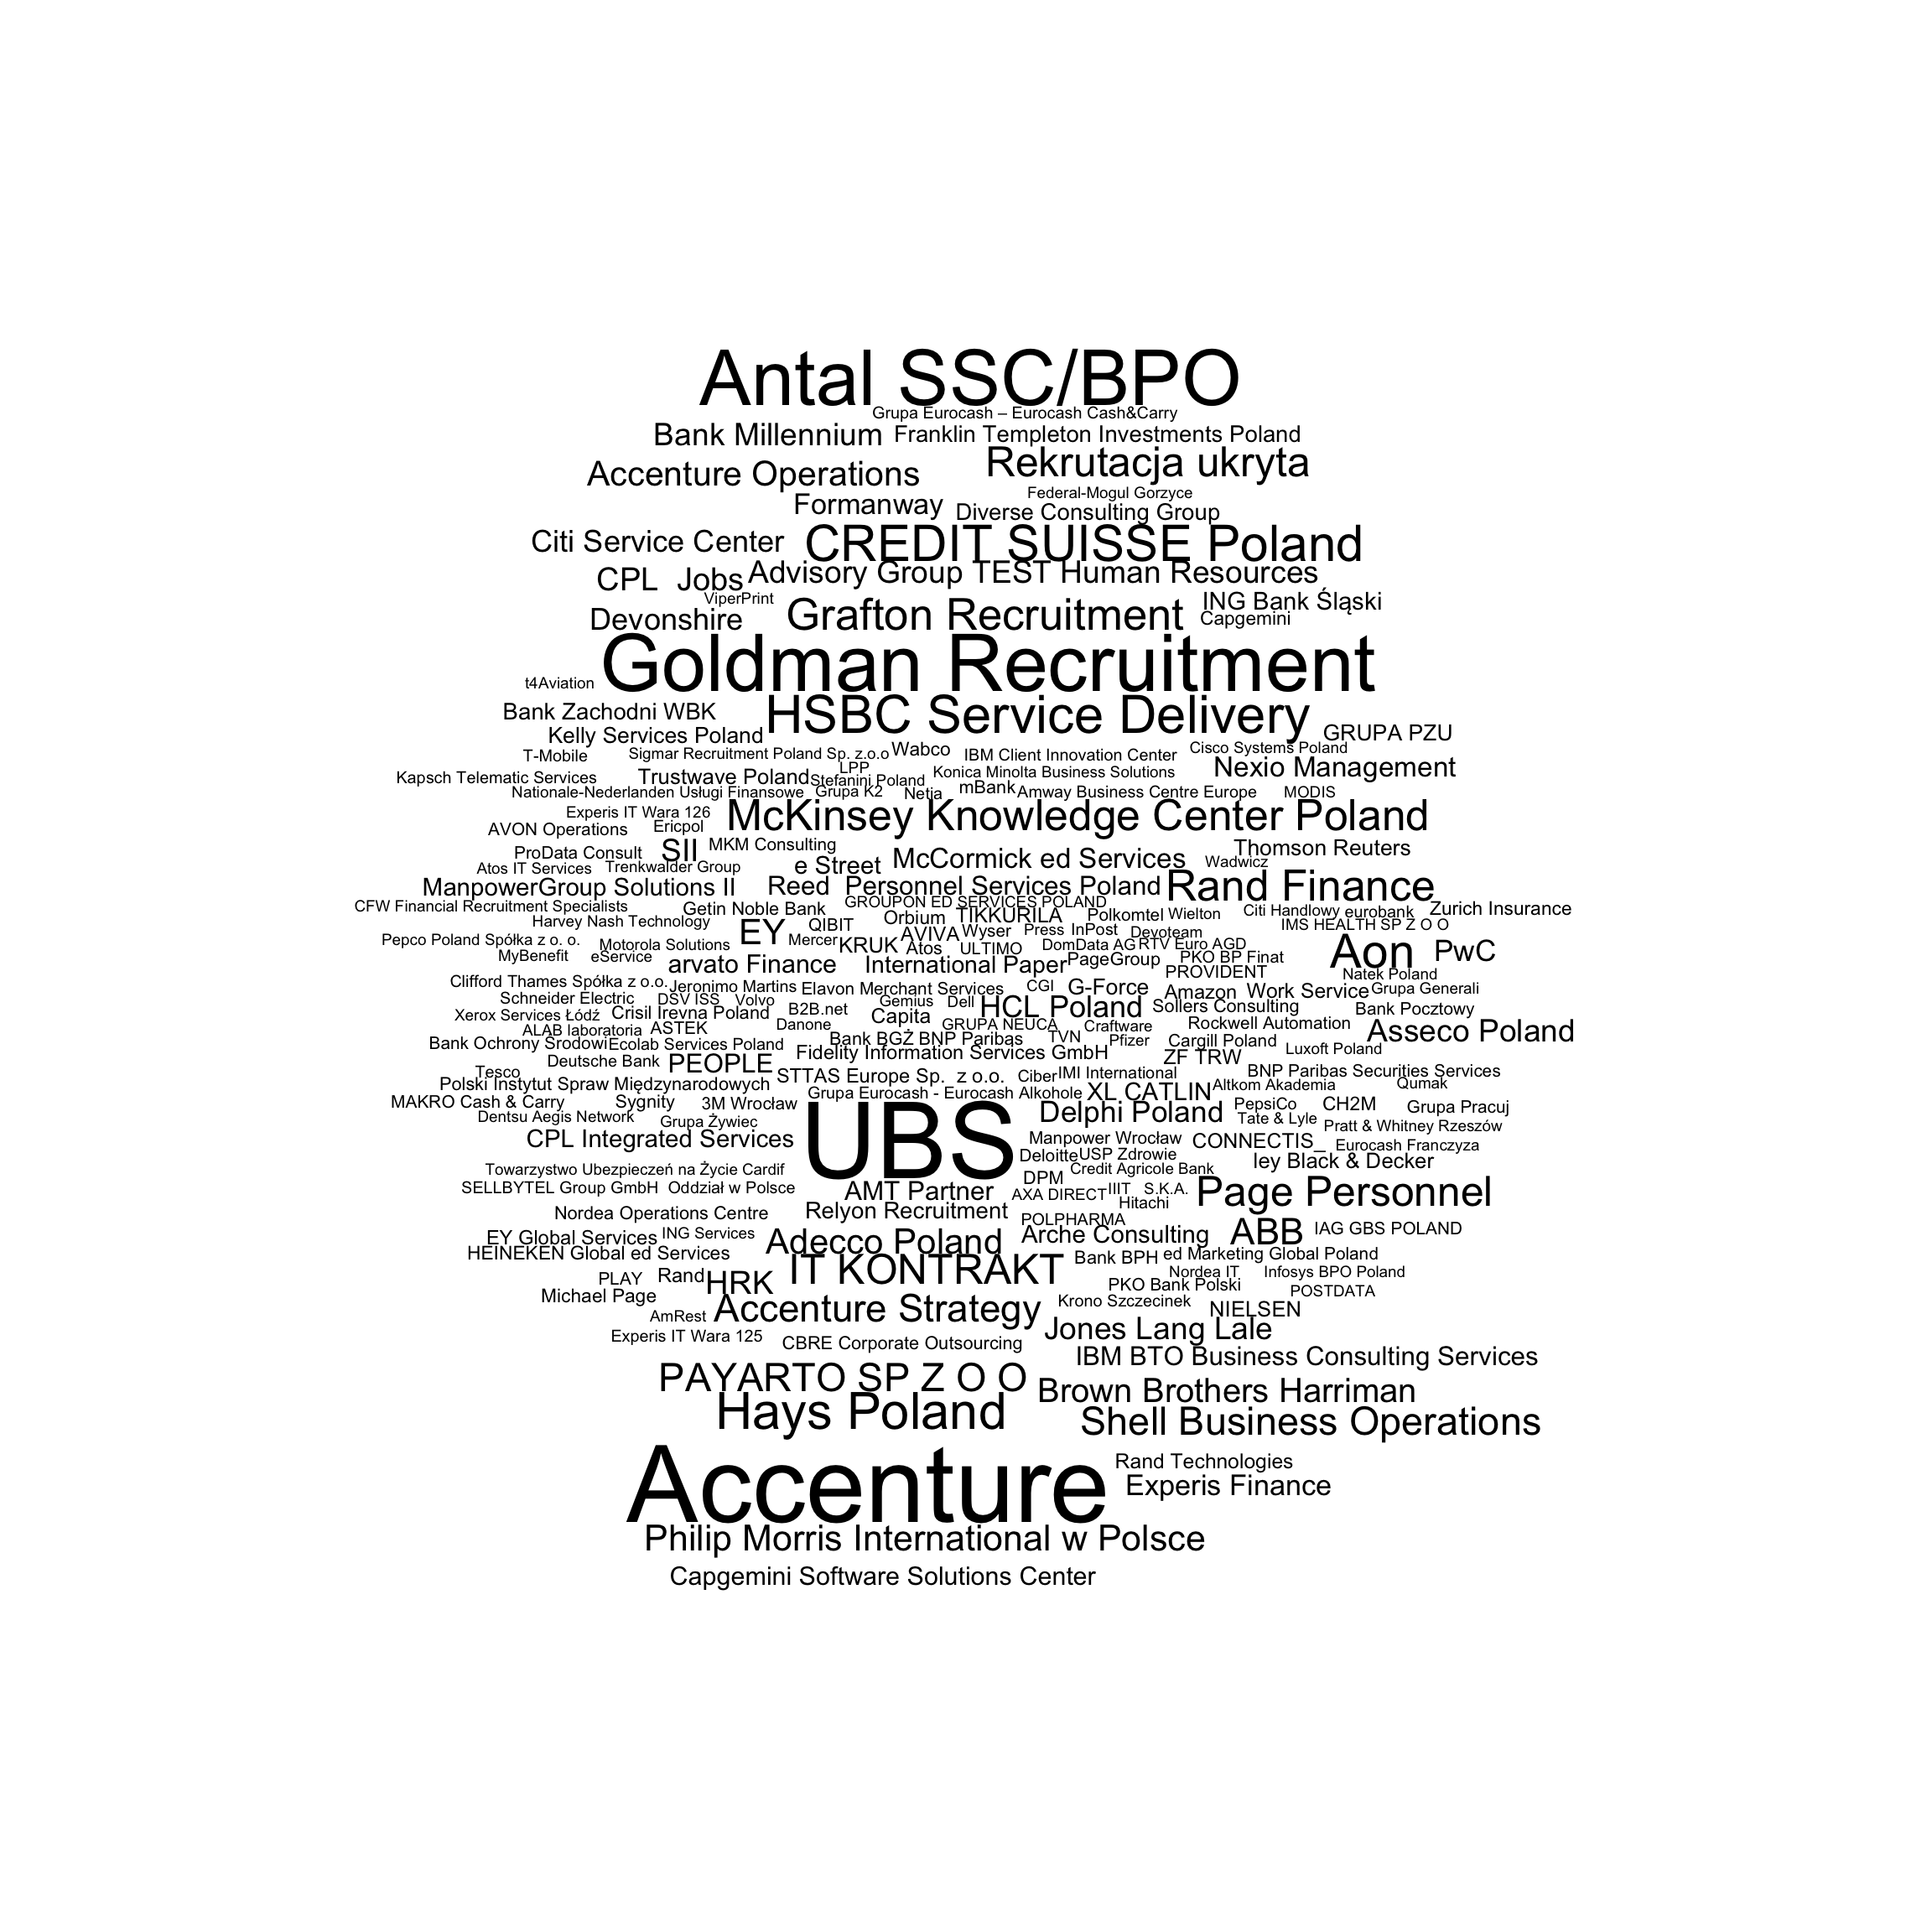 Antal SSC/BPO
Grupa Eurocash – Eurocash Cash&Carry
Bank Millennium Franklin Templeton Investments Poland
Rekrutacja ukryta
Accenture Operations
Federal-Mogul Gorzyce
Formanway Diverse Consulting Group
Citi Service Center CREDIT SUISSE Poland
CPL Jobs Advisory Group TEST Human Resources
ViperPrint ING Bank Śląski
Devonshire Grafton Recruitment Capgemini
Goldman Recruitment
t4Aviation
Bank Zachodni WBK HSBC Service Delivery
Kelly Services Poland GRUPA PZU
T-Mobile Sigmar Recruitment Poland Sp. z.o.o Wabco IBM Client Innovation Center Cisco Systems Poland
LPP
Kapsch Telematic Services Trustwave Poland Stefanini Poland Konica Minolta Business Solutions Nexio Management
Nationale-Nederlanden Usługi Finansowe Grupa K2 Netia mBank Amway Business Centre Europe MODIS
Experis IT Wara 126 McKinsey Knowledge Center Poland
AVON Operations Ericpol
ProData Consult SII MKM Consulting Thomson Reuters
Atos IT Services Trenkwalder Group e Street McCormick ed Services Wadwicz
ManpowerGroup Solutions II Reed Personnel Services Poland Rand Finance
CFW Financial Recruitment Specialists Getin Noble Bank GROUPON ED SERVICES POLAND Citi Handlowy eurobank Zurich Insurance
Harvey Nash Technology QIBIT Orbium TIKKURILA Polkomtel Wielton IMS HEALTH SP Z O O
EY AVIVA Wyser Press InPost Devoteam
Pepco Poland Spółka z o. o. Motorola Solutions Mercer KRUK Atos ULTIMO DomData AG RTV Euro AGD Aon PwC
MyBenefit eService arvato Finance International Paper PageGroup PKO BP Finat
PROVIDENT Natek Poland
Clifford Thames Spółka z o.o. Jeronimo Martins Elavon Merchant Services CGI G-Force Amazon Work Service Grupa Generali
Schneider Electric DSV ISS Volvo B2B.net Gemius Dell HCL Poland Sollers Consulting Bank Pocztowy
Xerox Services Łódź Crisil Irevna Poland Capita
ALAB laboratoria ASTEK Danone GRUPA NEUCA Craftware Rockwell Automation Asseco Poland
Bank Ochrony Środowi Ecolab Services Poland Bank BGŻ BNP Paribas TVN Pfizer Cargill Poland
Deutsche Bank PEOPLE Fidelity Information Services GmbH ZF TRW Luxoft Poland
Tesco STTAS Europe Sp. z o.o. Ciber IMI International BNP Paribas Securities Services
Polski Instytut Spraw Międzynarodowych Grupa Eurocash - Eurocash Alkohole XL CATLIN Altkom Akademia Qumak
MAKRO Cash & Carry Sygnity 3M Wrocław PepsiCo CH2M Grupa Pracuj
Dentsu Aegis Network Grupa Żywiec UBS Delphi Poland Tate & Lyle Pratt & Whitney Rzeszów
CPL Integrated Services Manpower Wrocław CONNECTIS_ Eurocash Franczyza
Deloitte USP Zdrowie ley Black & Decker
Towarzystwo Ubezpieczeń na Życie Cardif Credit Agricole Bank
DPM
SELLBYTEL Group GmbH Oddział w Polsce AMT Partner AXA DIRECT IIIT S.K.A. Page Personnel
Hitachi
Nordea Operations Centre Relyon Recruitment POLPHARMA
EY Global Services ING Services Adecco Poland Arche Consulting ABB IAG GBS POLAND
HEINEKEN Global ed Services Bank BPH ed Marketing Global Poland
PLAY Rand HRK IT KONTRAKT Nordea IT Infosys BPO Poland
Michael Page PKO Bank Polski POSTDATA
AmRest Accenture Strategy Krono Szczecinek NIELSEN
Experis IT Wara 125 CBRE Corporate Outsourcing Jones Lang Lale
IBM BTO Business Consulting Services
PAYARTO SP Z O O Brown Brothers Harriman
Hays Poland Shell Business Operations
Accenture Rand Technologies
Experis Finance
Philip Morris International w Polsce
Capgemini Software Solutions Center